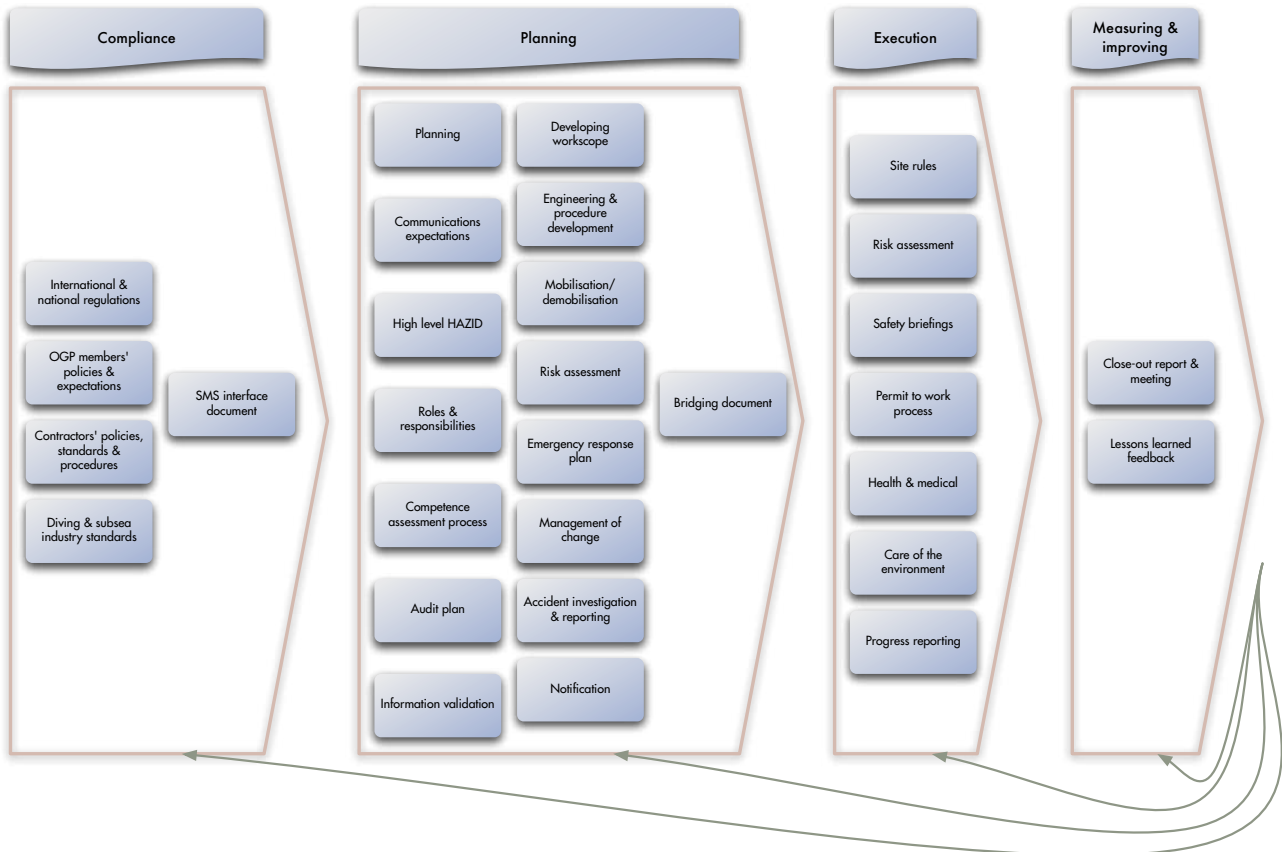 Compliance
Planning
Execution
Measuring &
improving
International &
national regulations
OGP members'
policies &
expectations
Contractors' policies,
standards &
procedures
Diving & subsea
industry standards
SMS interface
document
Planning
Communications
expectations
High level HAZID
Roles &
responsibilities
Competence
assessment process
Audit plan
Information validation
Developing
workscope
Engineering &
procedure
development
Mobilisation/
demobilisation
Risk assessment
Emergency response
plan
Management of
change
Accident investigation
& reporting
Notification
Bridging document
Site rules
Risk assessment
Safety briefings
Permit to work
process
Health & medical
Care of the
environment
Progress reporting
Close-out report &
meeting
Lessons learned
feedback